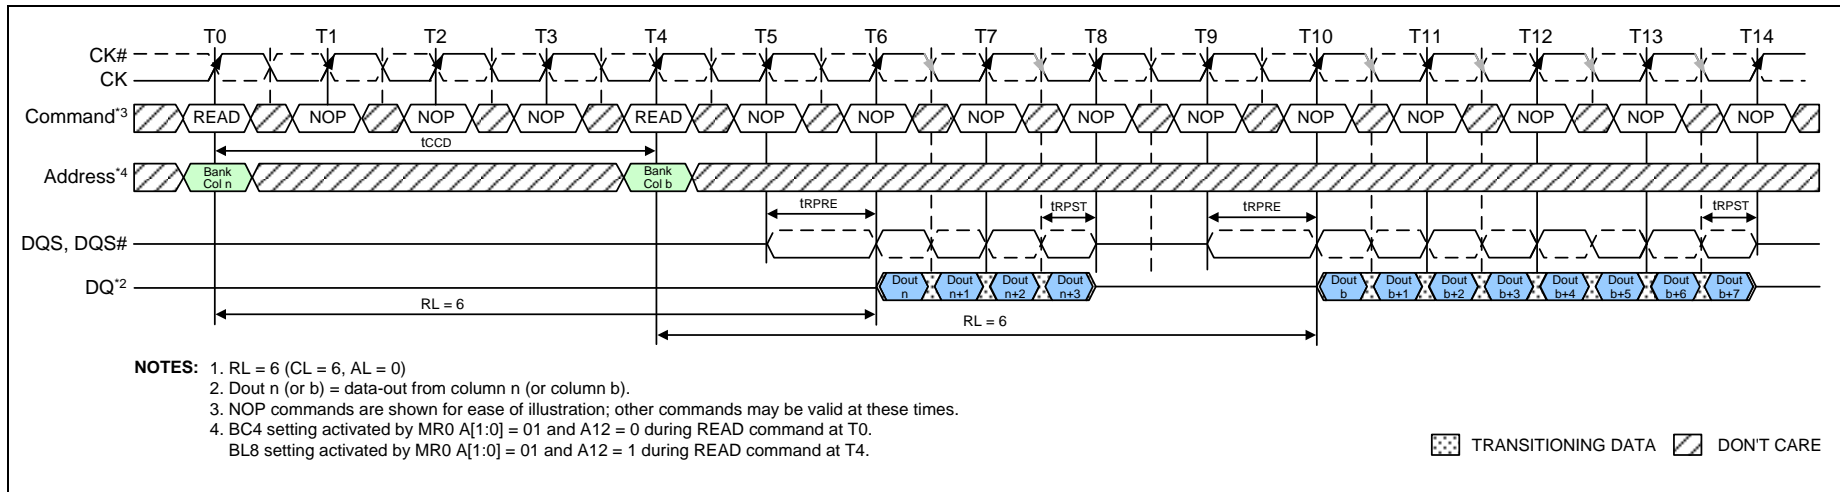 T0 T1 T2 T3 T4 T5 T6 T7 T8 T9 T10 T11 T12 T13 T14
CK#
CK
Command*3 READ NOP NOP NOP READ NOP NOP NOP NOP NOP NOP NOP NOP NOP NOP
tCCD
Address*4 Bank Col n Bank Col b
tRPRE tRPST tRPRE tRPST
DQS, DQS#
DQ*2 Dout n Dout n+1 Dout n+2 Dout n+3 Dout b Dout b+1 Dout b+2 Dout b+3 Dout b+4 Dout b+5 Dout b+6 Dout b+7
RL = 6
RL = 6
NOTES: 1. RL = 6 (CL = 6, AL = 0)
2. Dout n (or b) = data-out from column n (or column b).
3. NOP commands are shown for ease of illustration; other commands may be valid at these times.
4. BC4 setting activated by MR0 A[1:0] = 01 and A12 = 0 during READ command at T0.
BL8 setting activated by MR0 A[1:0] = 01 and A12 = 1 during READ command at T4.
TRANSITIONING DATA DON'T CARE